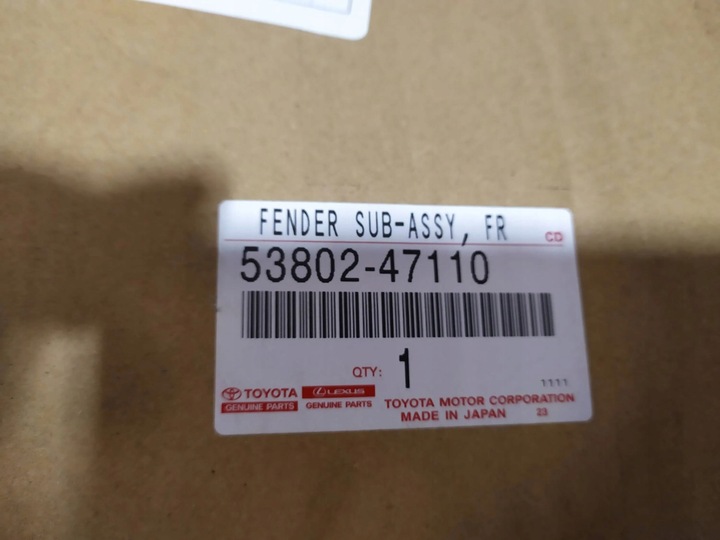 FENDER SUB-ASSY, FR
CD
53802-47110
QTY: 1
1111
TOYOTA
GENUINE PARTS
LEXUS
GENUINE PARTS
TOYOTA MOTOR CORPORATION
MADE IN JAPAN
23